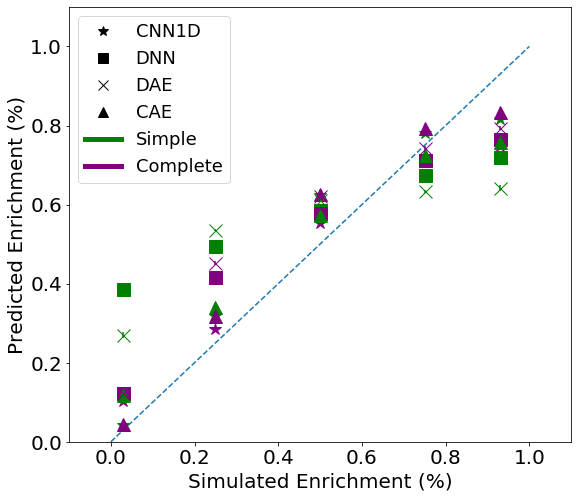 CNN1D
DNN
DAE
CAE
Simple
Complete
Predicted Enrichment (%)
1.0
0.8
0.6
0.4
0.2
0.0
0.0 0.2 0.4 0.6 0.8 1.0
Simulated Enrichment (%)